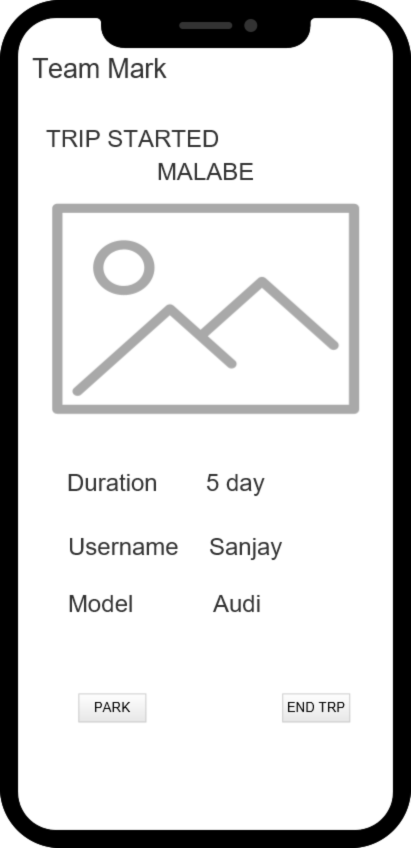 Team Mark
TRIP STARTED
MALABE
Duration 5 day
Username Sanjay
Model Audi
PARK END TRP